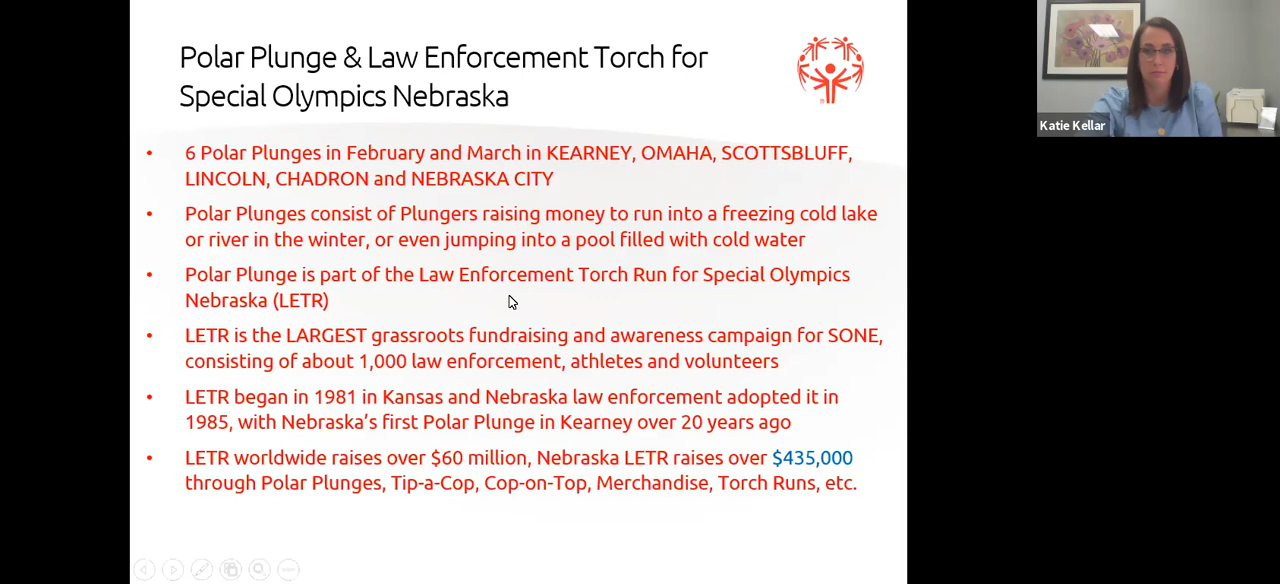 Polar Plunge & Law Enforcement Torch for
Special Olympics Nebraska
• 6 Polar Plunges in February and March in KEARNEY, OMAHA, SCOTTSBLUFF,
LINCOLN, CHADRON and NEBRASKA CITY
• Polar Plunges consist of Plungers raising money to run into a freezing cold lake
or river in the winter, or even jumping into a pool filled with cold water
• Polar Plunge is part of the Law Enforcement Torch Run for Special Olympics
Nebraska (LETR)
• LETR is the LARGEST grassroots fundraising and awareness campaign for SONE,
consisting of about 1,000 law enforcement, athletes and volunteers
• LETR began in 1981 in Kansas and Nebraska law enforcement adopted it in
1985, with Nebraska’s first Polar Plunge in Kearney over 20 years ago
• LETR worldwide raises over $60 million, Nebraska LETR raises over $435,000
through Polar Plunges, Tip-a-Cop, Cop-on-Top, Merchandise, Torch Runs, etc.
Katie Kellar